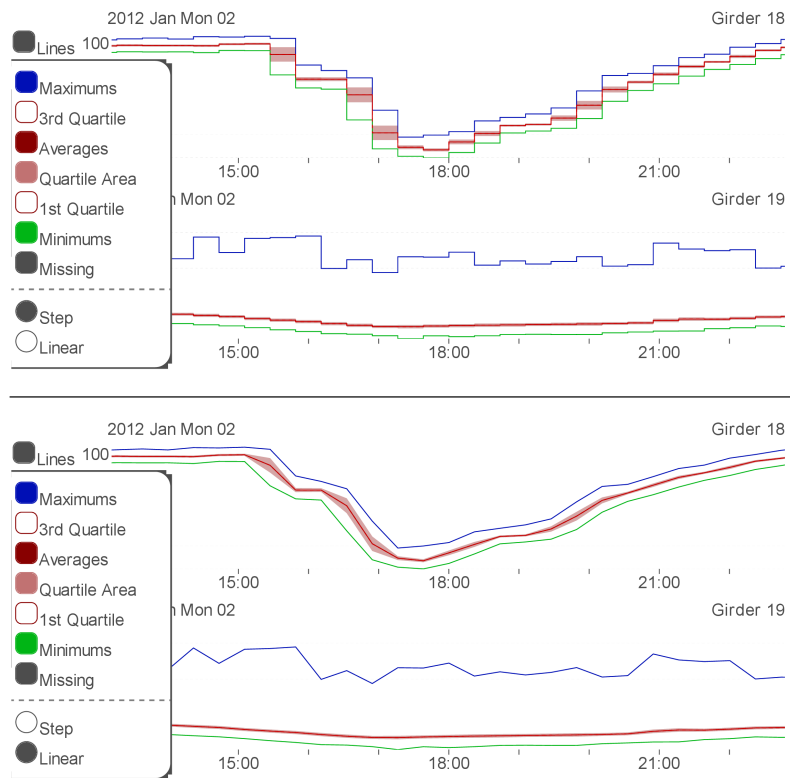 2012 Jan Mon 02 Girder 18
Lines 100
Maximums
3rd Quartile
Averages
Quartile Area
1st Quartile
Minimums
Missing
Step
Linear
15:00 18:00 21:00
n Mon 02 Girder 19
15:00 18:00 21:00
2012 Jan Mon 02 Girder 18
Lines 100
Maximums
3rd Quartile
Averages
Quartile Area
1st Quartile
Minimums
Missing
Step
Linear
15:00 18:00 21:00
n Mon 02 Girder 19
15:00 18:00 21:00